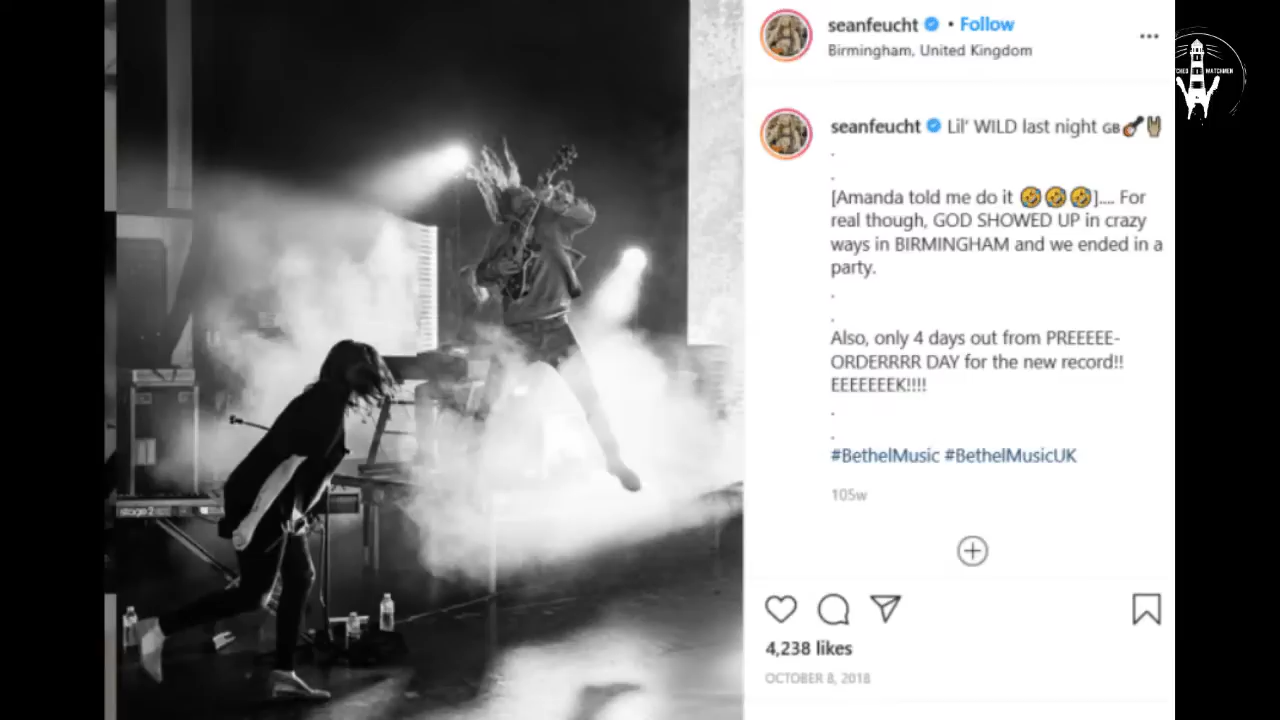 seanfeucht • Follow
Birmingham, United Kingdom
seanfeucht Lil' WILD last night GB🎸🤘🏼
.
.
[Amanda told me do it 🤣🤣🤣].... For
real though, GOD SHOWED UP in crazy
ways in BIRMINGHAM and we ended in a
party.
.
.
Also, only 4 days out from PREEEEE-
ORDERRRR DAY for the new record!!
EEEEEEEK!!!!
.
.
#BethelMusic #BethelMusicUK
105w
4,238 likes
OCTOBER 8, 2018
WATCHMEN
stage 2